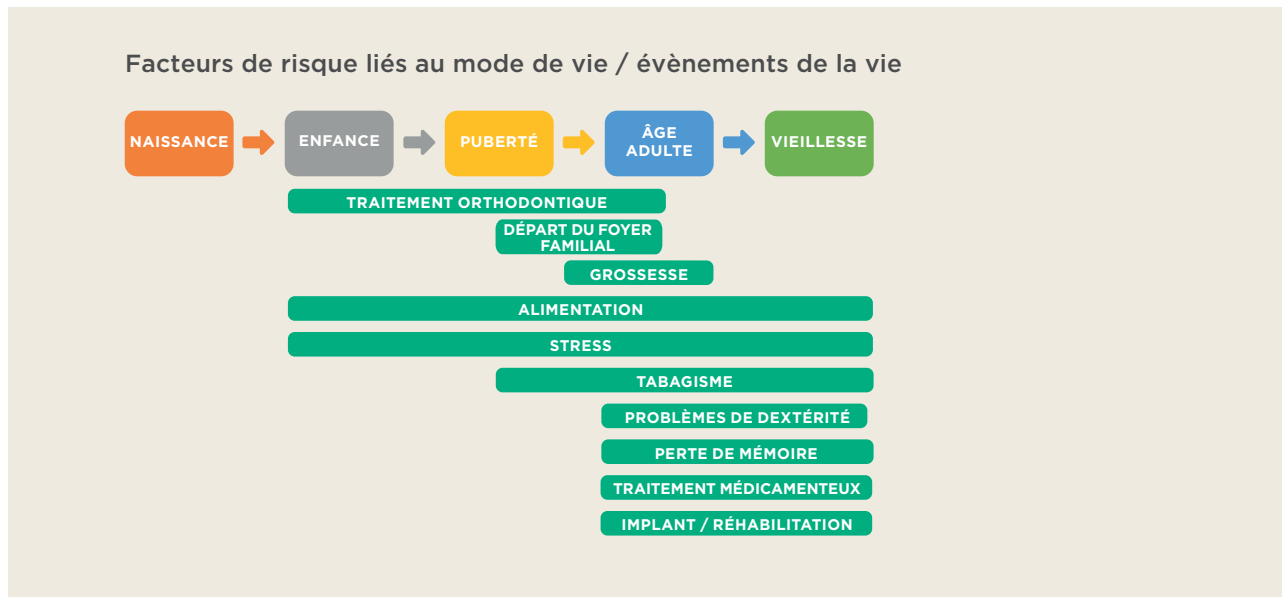 Facteurs de risque liés au mode de vie / évènements de la vie
NAISSANCE
ENFANCE
PUBERTÉ
ÂGE
ADULTE
VIEILLESSE
TRAITEMENT ORTHODONTIQUE
DÉPART DU FOYER
FAMILIAL
GROSSESSE
ALIMENTATION
STRESS
TABAGISME
PROBLÈMES DE DEXTÉRITÉ
PERTE DE MÉMOIRE
TRAITEMENT MÉDICAMENTEUX
IMPLANT / RÉHABILITATION